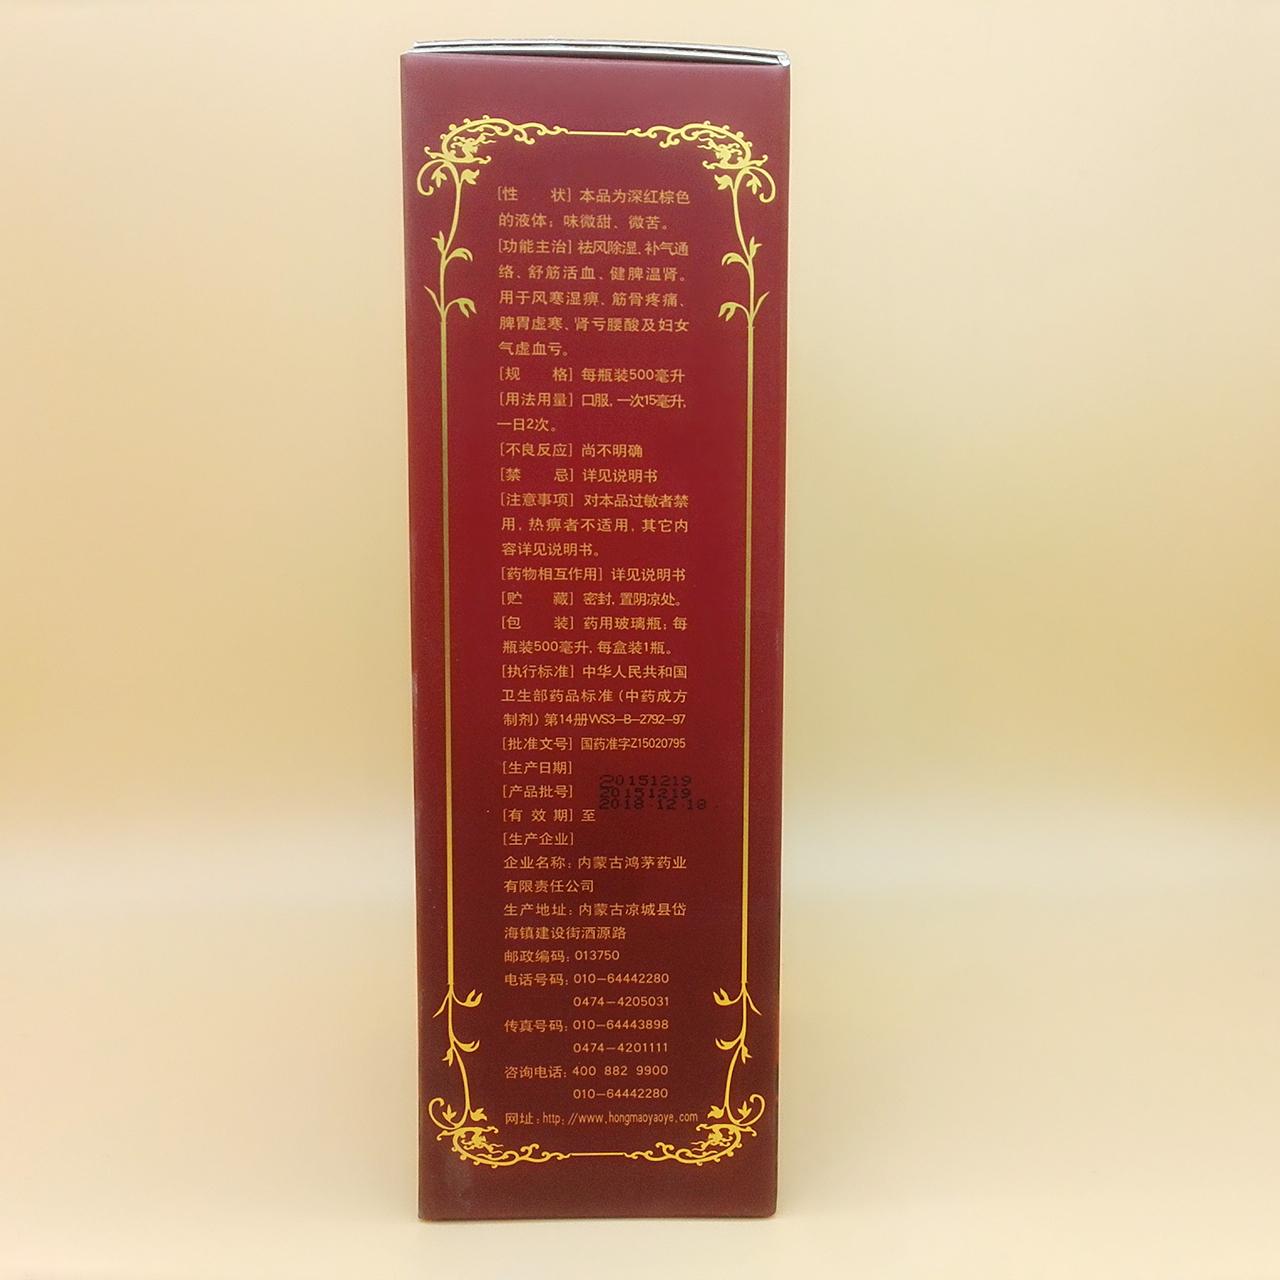 [性　　状] 本品为深红棕色
的液体；味微甜、微苦。
[功能主治] 祛风除湿、补气通
络、舒筋活血、健脾温肾。
用于风寒湿痹、筋骨疼痛、
脾胃虚寒、肾亏腰酸及妇女
气虚血亏。
[规　　格] 每瓶装500毫升
[用法用量] 口服，一次15毫升，
一日2次。
[不良反应] 尚不明确
[禁　　忌] 详见说明书
[注意事项] 对本品过敏者禁
用，热痹者不适用，其它内
容详见说明书。
[药物相互作用] 详见说明书
[贮　　藏] 密封，置阴凉处。
[包　　装] 药用玻璃瓶；每
瓶装500毫升，每盒装1瓶。
[执行标准] 中华人民共和国
卫生部药品标准（中药成方
制剂）第14册WS3-B-2792-97
[批准文号] 国药准字Z15020795
[生产日期] 20151219
[产品批号] 20151219
[有 效 期] 至 2018.12.18.
[生产企业]
企业名称：内蒙古鸿茅药业
有限责任公司
生产地址：内蒙古凉城县岱
海镇建设街酒源路
邮政编码：013750
电话号码：010-64442280
0474-4205031
传真号码：010-64443898
0474-4201111
咨询电话：400 882 9900
010-64442280
网址：http://www.hongmaoyaoye.com